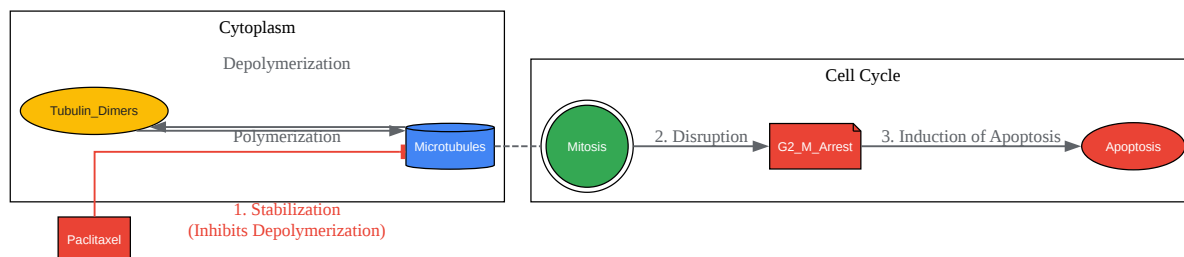 Cytoplasm
Depolymerization
Tubulin_Dimers
Polymerization
Microtubules
1. Stabilization
(Inhibits Depolymerization)
Paclitaxel
Cell Cycle
Mitosis
2. Disruption
G2_M_Arrest
3. Induction of Apoptosis
Apoptosis